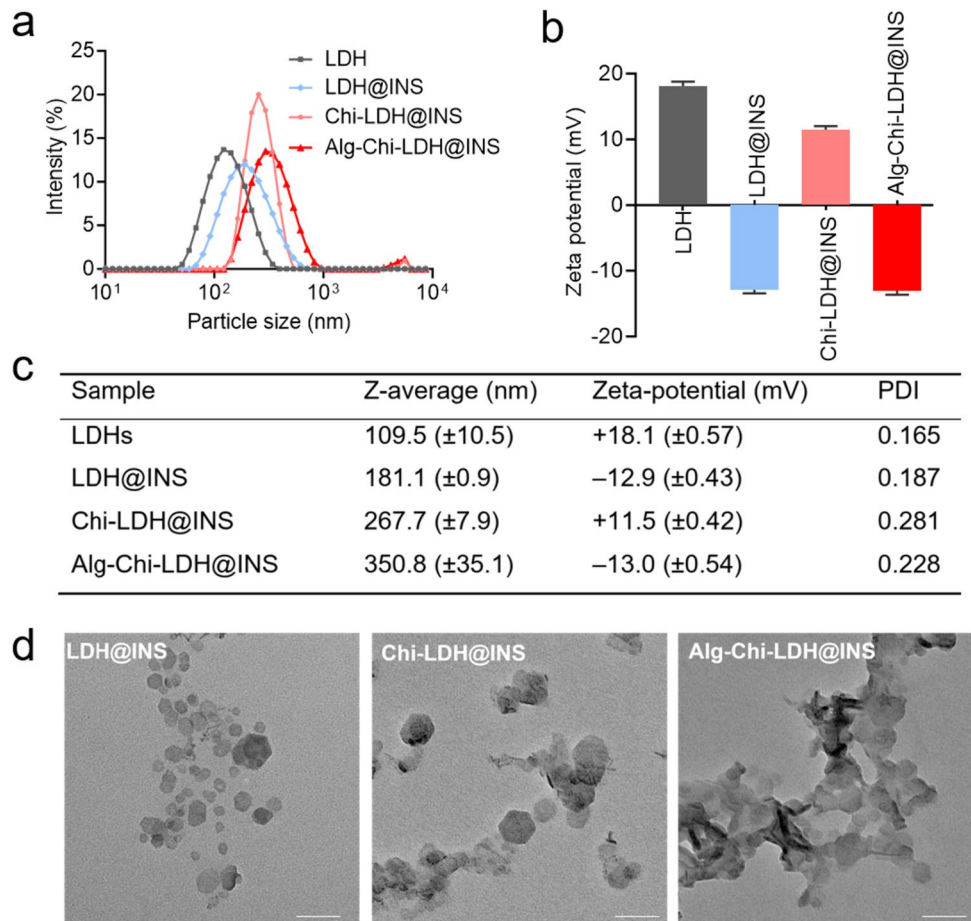 a
Intensity (%)
25
20
15
10
5
0
10¹ 10² 10³ 10⁴
Particle size (nm)
LDH
LDH@INS
Chi-LDH@INS
Alg-Chi-LDH@INS
b
Zeta potential (mV)
20
10
0
-10
-20
LDH
LDH@INS
Chi-LDH@INS
Alg-Chi-LDH@INS
c
Sample Z-average (nm) Zeta-potential (mV) PDI
LDHs 109.5 (±10.5) +18.1 (±0.57) 0.165
LDH@INS 181.1 (±0.9) –12.9 (±0.43) 0.187
Chi-LDH@INS 267.7 (±7.9) +11.5 (±0.42) 0.281
Alg-Chi-LDH@INS 350.8 (±35.1) –13.0 (±0.54) 0.228
d
LDH@INS
Chi-LDH@INS
Alg-Chi-LDH@INS